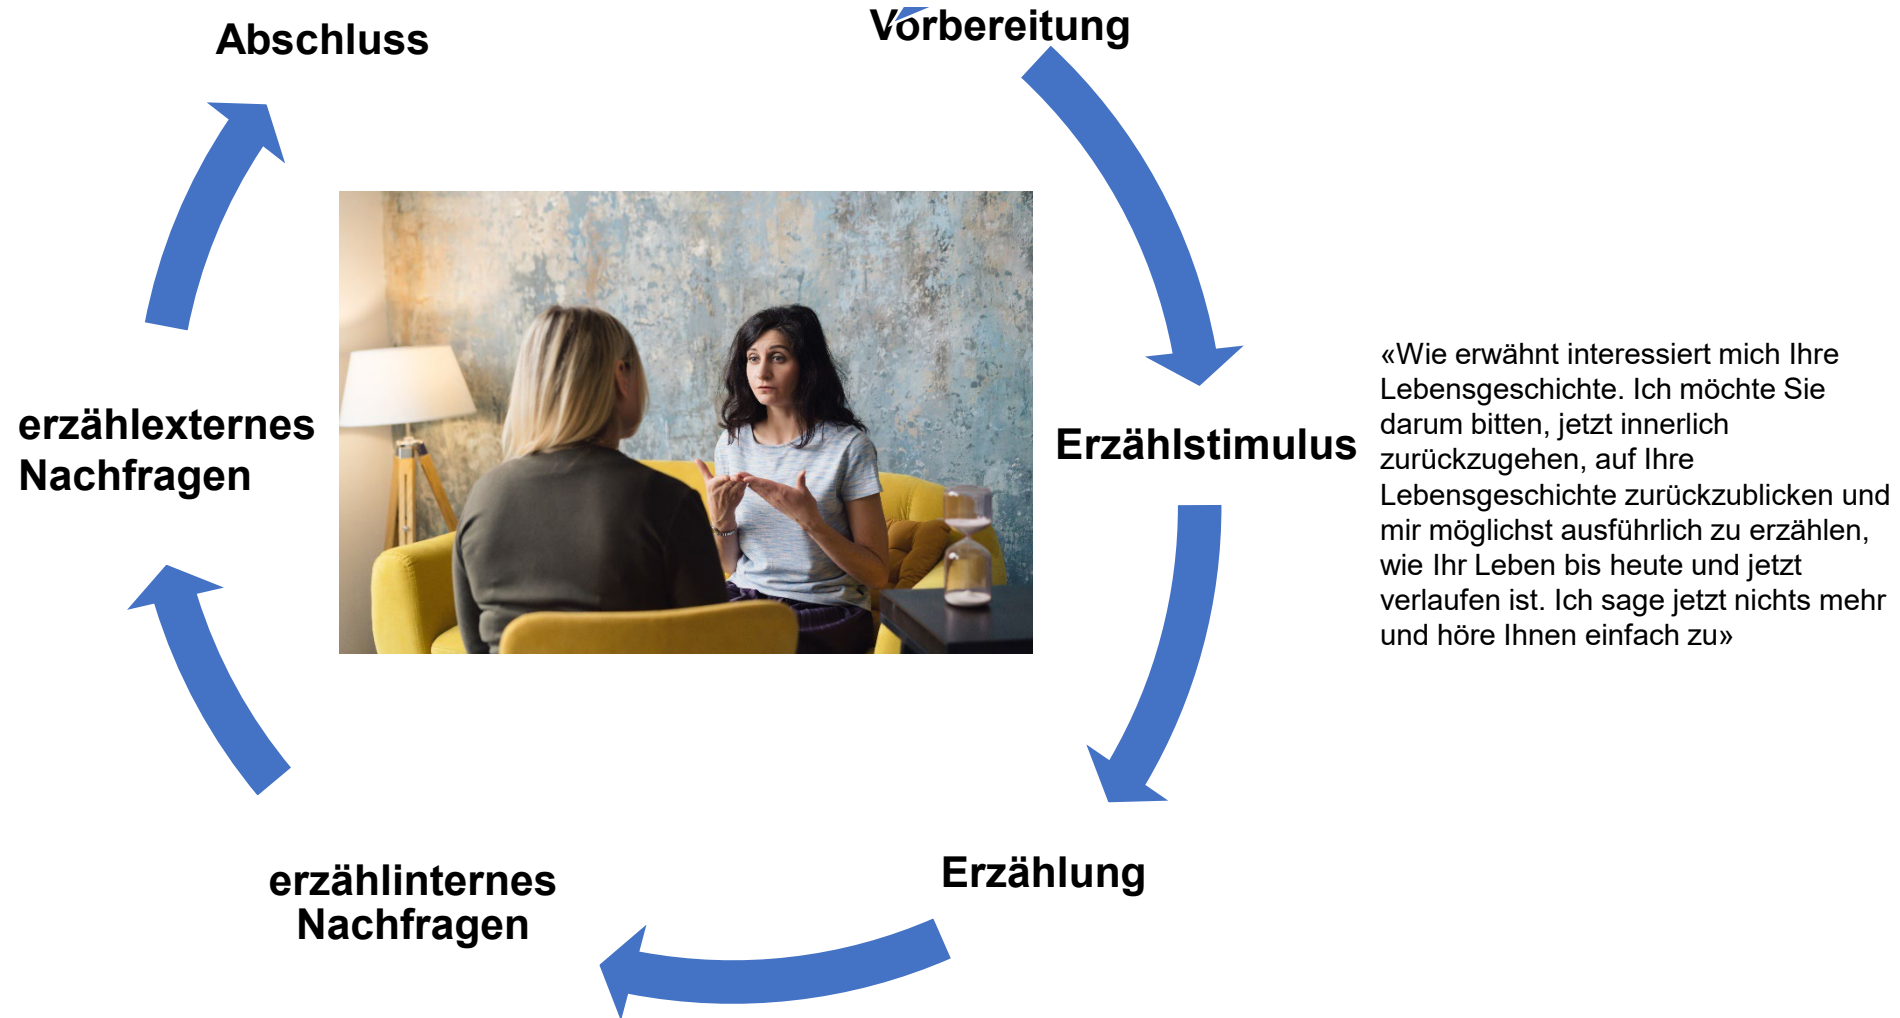 Abschluss
Vorbereitung
erzählexternes
Nachfragen
Erzählstimulus
«Wie erwähnt interessiert mich Ihre
Lebensgeschichte. Ich möchte Sie
darum bitten, jetzt innerlich
zurückzugehen, auf Ihre
Lebensgeschichte zurückzublicken und
mir möglichst ausführlich zu erzählen,
wie Ihr Leben bis heute und jetzt
verlaufen ist. Ich sage jetzt nichts mehr
und höre Ihnen einfach zu»
erzählinternes
Nachfragen
Erzählung